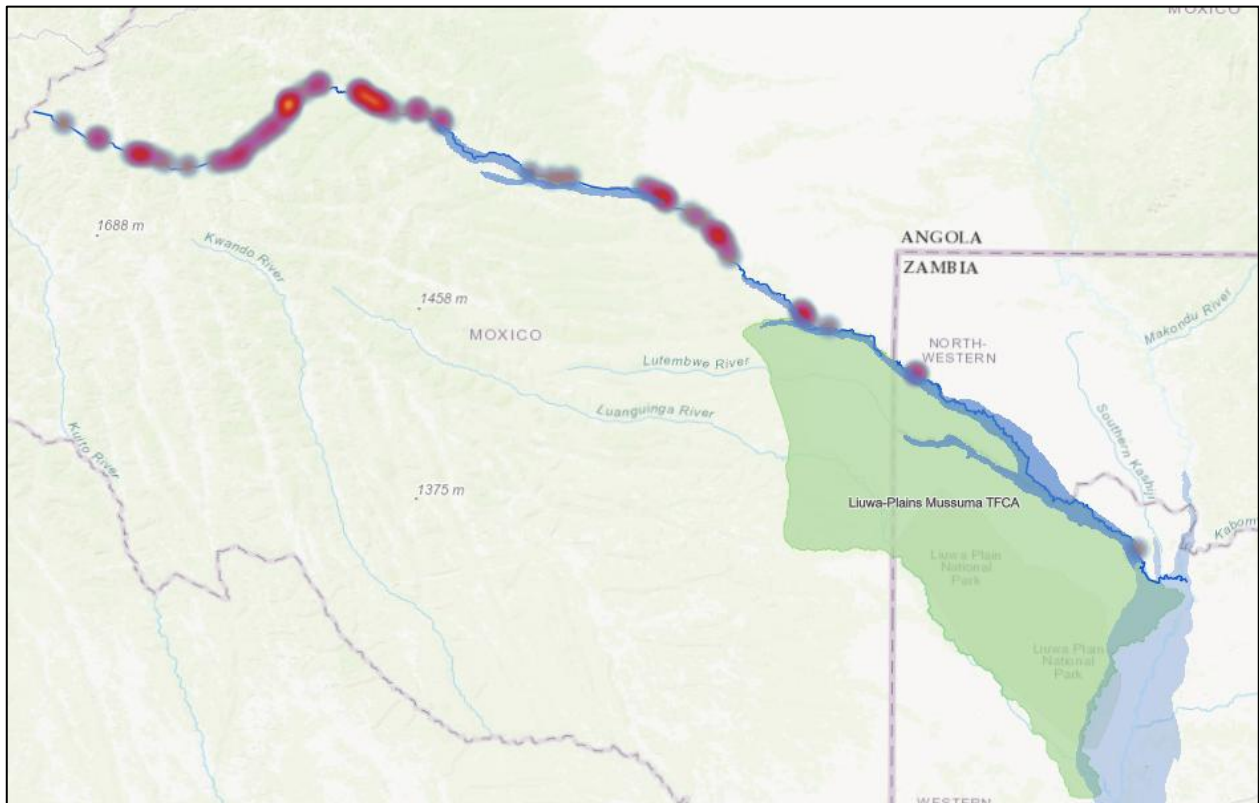 MOXICO
1688 m
Kwando River
ANGOLA
ZAMBIA
1458 m
MOXICO
Makondu River
NORTH-
WESTERN
Lutembwe River
Luanguinga River
Southern Kashiji
Kuito River
1375 m
Liuwa-Plains Mussuma TFCA
Kabom
Liuwa Plain
National
Park
Liuwa Plain
National
Park
WESTERN